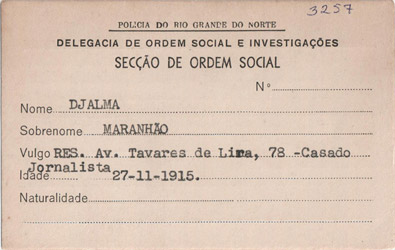 3257
POLICIA DO RIO GRANDE DO NORTE
DELEGACIA DE ORDEM SOCIAL E INVESTIGAÇÕES
SECÇÃO DE ORDEM SOCIAL
Nº
Nome DJALMA
Sobrenome MARANHÃO
Vulgo RES. Av. Tavares de Lira, 78 -Casado
Jornalista
Idade 27-11-1915.
Naturalidade